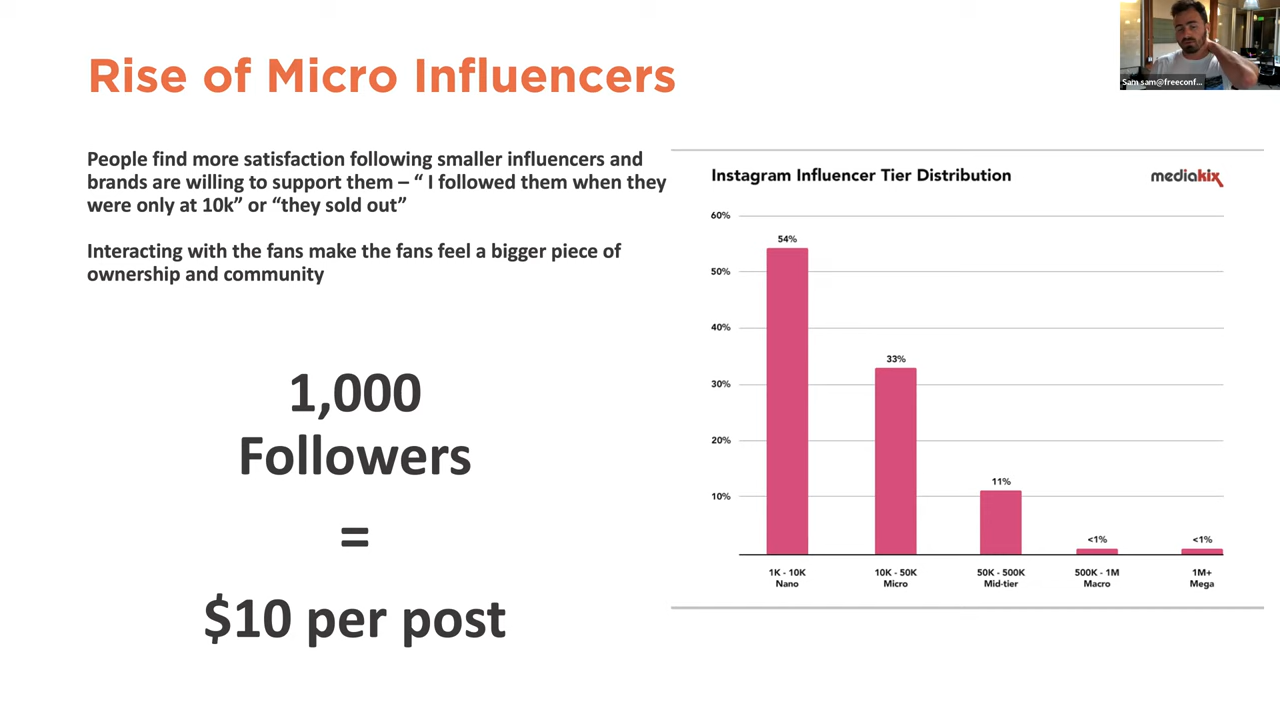 Rise of Micro Influencers
Sam sam@freeconf...
People find more satisfaction following smaller influencers and
brands are willing to support them – “ I followed them when they
were only at 10k” or “they sold out”
Interacting with the fans make the fans feel a bigger piece of
ownership and community
1,000
Followers
=
$10 per post
Instagram Influencer Tier Distribution
mediakix
60%
50%
40%
30%
20%
10%
54%
33%
11%
<1%
<1%
1K - 10K
Nano
10K - 50K
Micro
50K - 500K
Mid-tier
500K - 1M
Macro
1M+
Mega